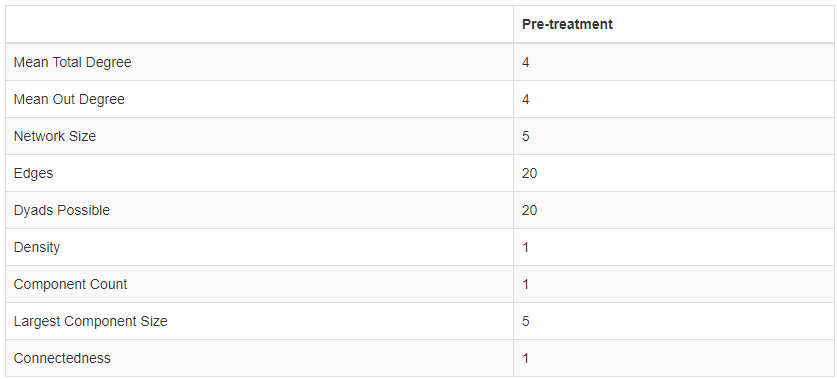 Pre-treatment
Mean Total Degree 4
Mean Out Degree 4
Network Size 5
Edges 20
Dyads Possible 20
Density 1
Component Count 1
Largest Component Size 5
Connectedness 1